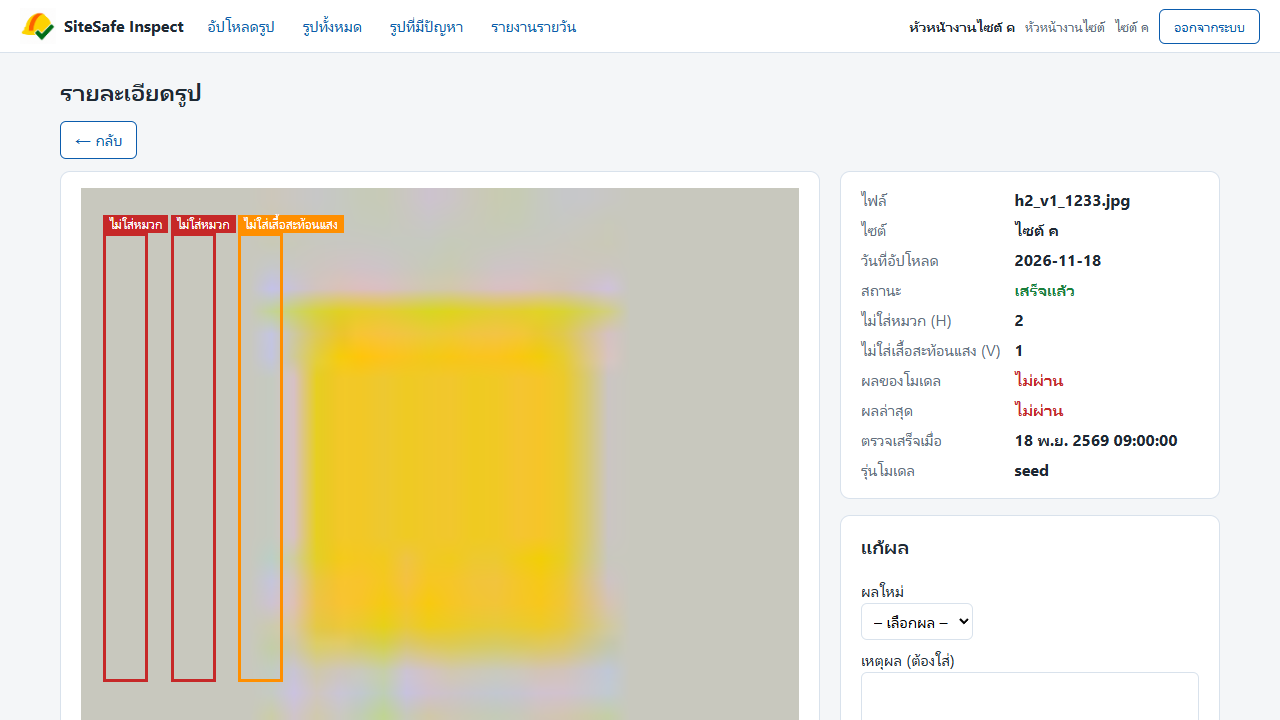 SiteSafe Inspect อัปโหลดรูป รูปทั้งหมด รูปที่มีปัญหา รายงานรายวัน หัวหน้างานไซต์ ค หัวหน้างานไซต์ ไซต์ ค ออกจากระบบ
รายละเอียดรูป
← กลับ
ไม่ใส่หมวก ไม่ใส่หมวก ไม่ใส่เสื้อสะท้อนแสง
ไฟล์ h2_v1_1233.jpg
ไซต์ ไซต์ ค
วันที่อัปโหลด 2026-11-18
สถานะ เสร็จแล้ว
ไม่ใส่หมวก (H) 2
ไม่ใส่เสื้อสะท้อนแสง (V) 1
ผลของโมเดล ไม่ผ่าน
ผลล่าสุด ไม่ผ่าน
ตรวจเสร็จเมื่อ 18 พ.ย. 2569 09:00:00
รุ่นโมเดล seed
แก้ผล
ผลใหม่
– เลือกผล –
เหตุผล (ต้องใส่)